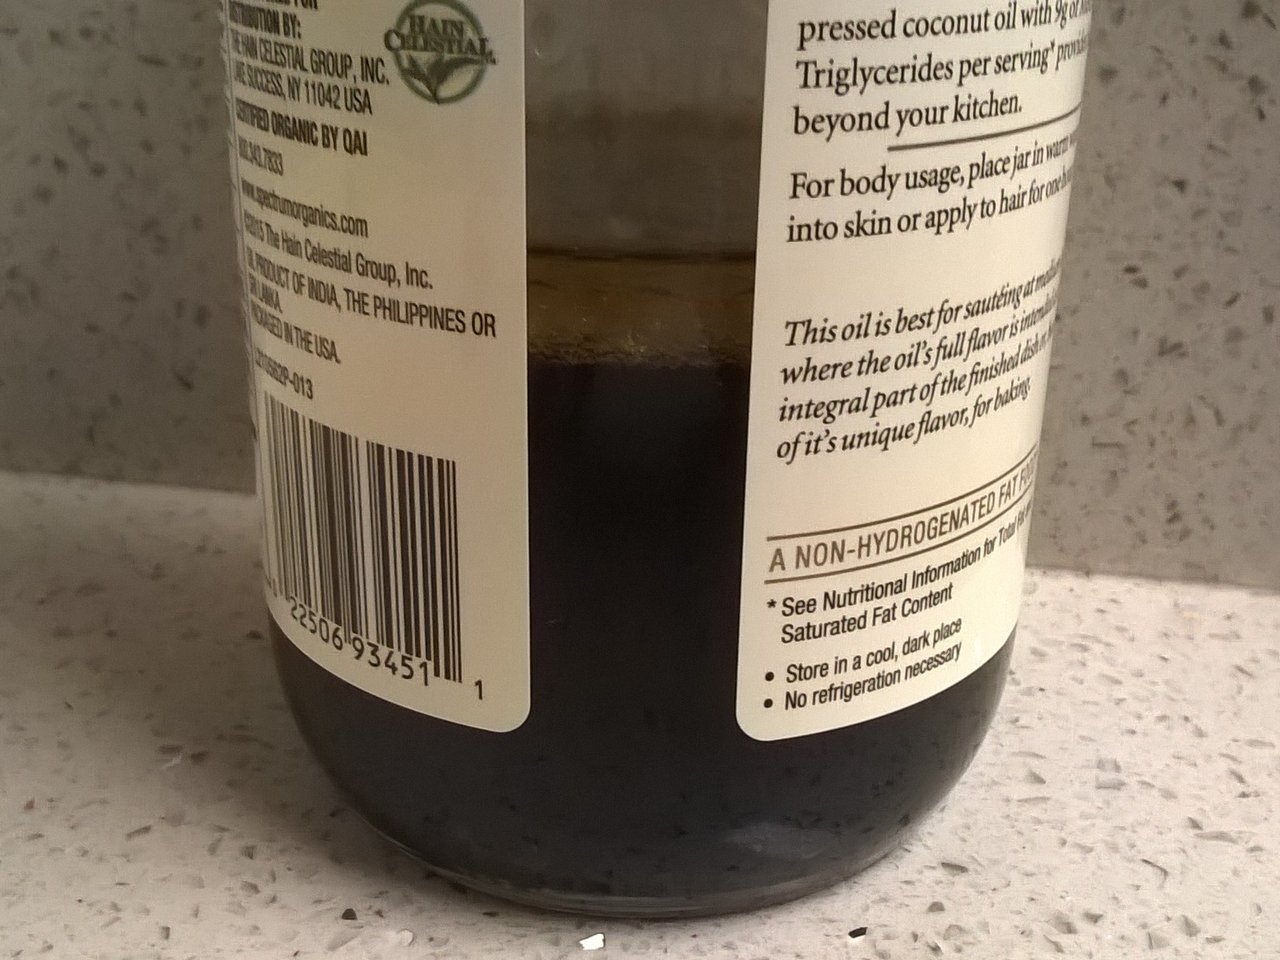 DISTRIBUTION BY:
THE HAIN CELESTIAL GROUP, INC.
LAKE SUCCESS, NY 11042 USA
CERTIFIED ORGANIC BY QAI
800.343.7833
www.spectrumorganics.com
©2015 The Hain Celestial Group, Inc.
OIL PRODUCT OF INDIA, THE PHILIPPINES OR
SRI LANKA.
PACKAGED IN THE USA.
22506 93451 1
HAIN
CELESTIAL
pressed coconut oil with 9g of
Triglycerides per serving*
beyond your kitchen.
For body usage, place jar in warm
into skin or apply to hair for one
This oil is best for sautéing at
where the oil's full flavor is
integral part of the finished dish
of it's unique flavor, for baking.
A NON-HYDROGENATED FAT
* See Nutritional Information for Total
Saturated Fat Content
• Store in a cool, dark place
• No refrigeration necessary